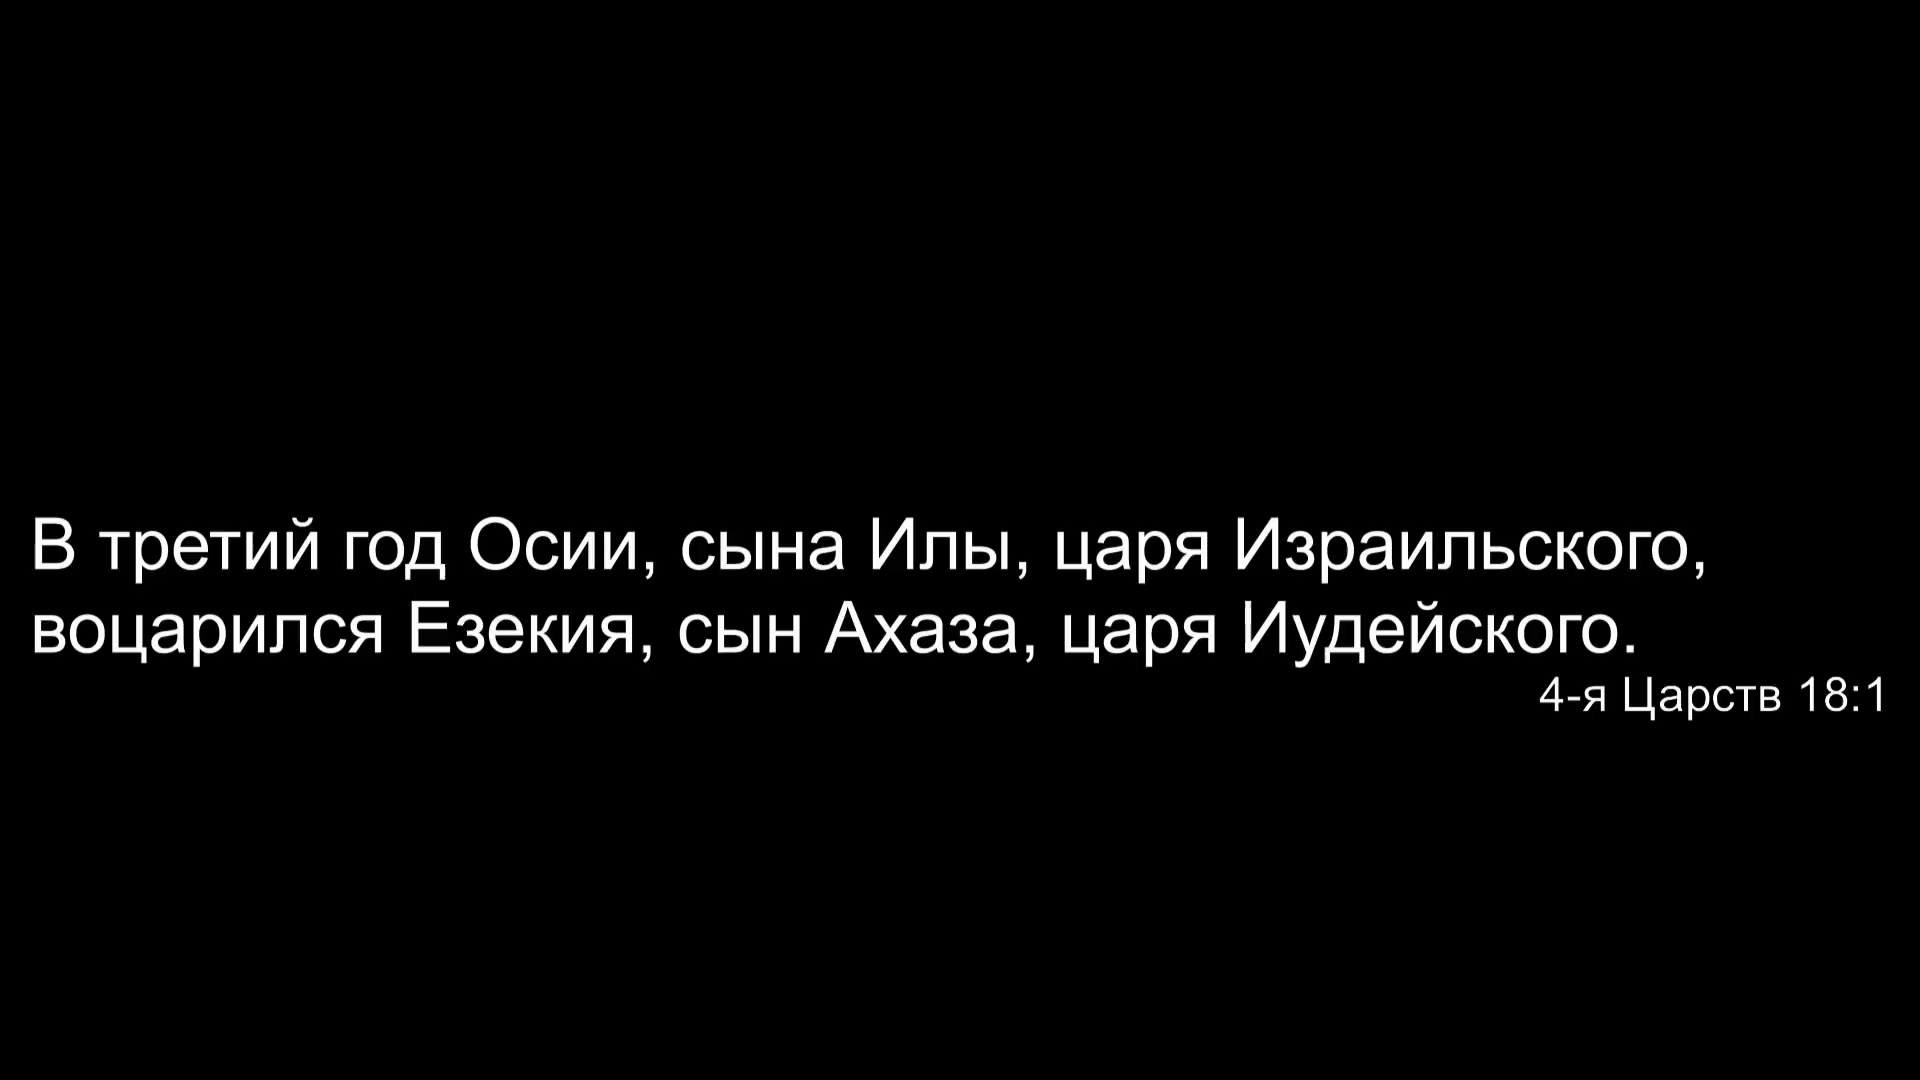 В третий год Осии, сына Илы, царя Израильского,
воцарился Езекия, сын Ахаза, царя Иудейского.
4-я Царств 18:1